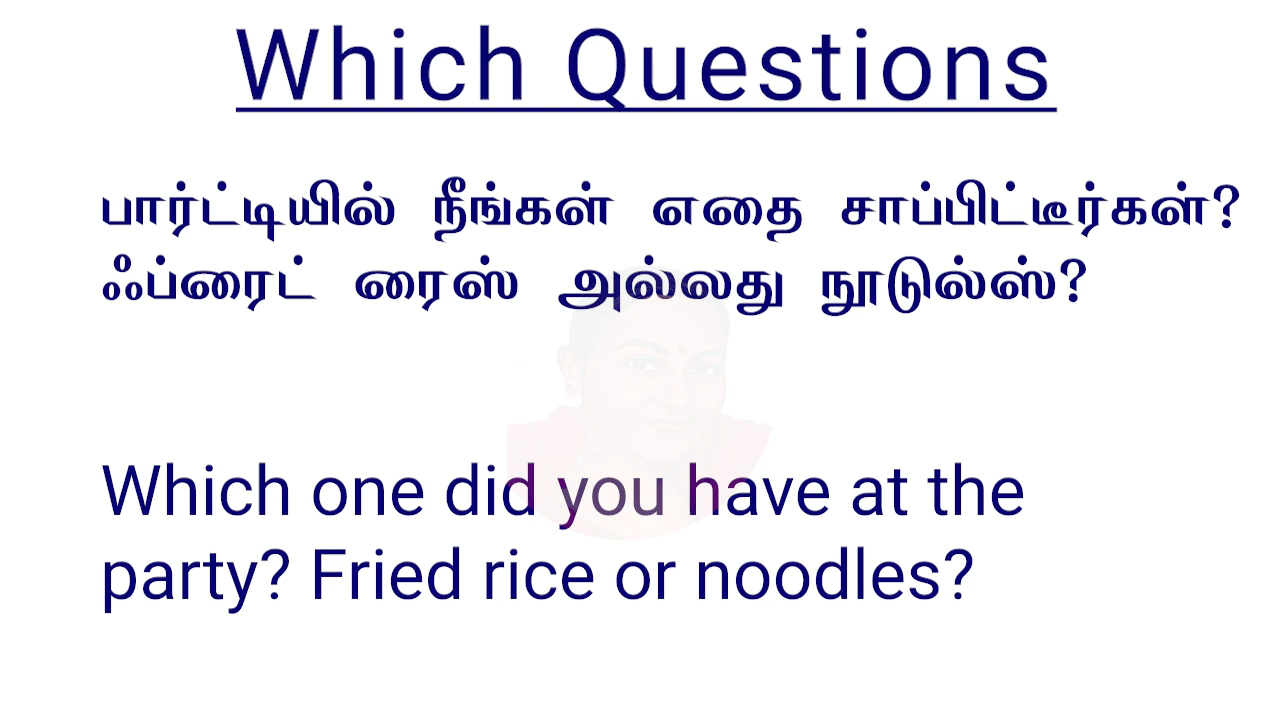 Which Questions
பார்ட்டியில் நீங்கள் எதை சாப்பிட்டீர்கள்?
ஃப்ரைட் ரைஸ் அல்லது நூடுல்ஸ்?
Which one did you have at the
party? Fried rice or noodles?